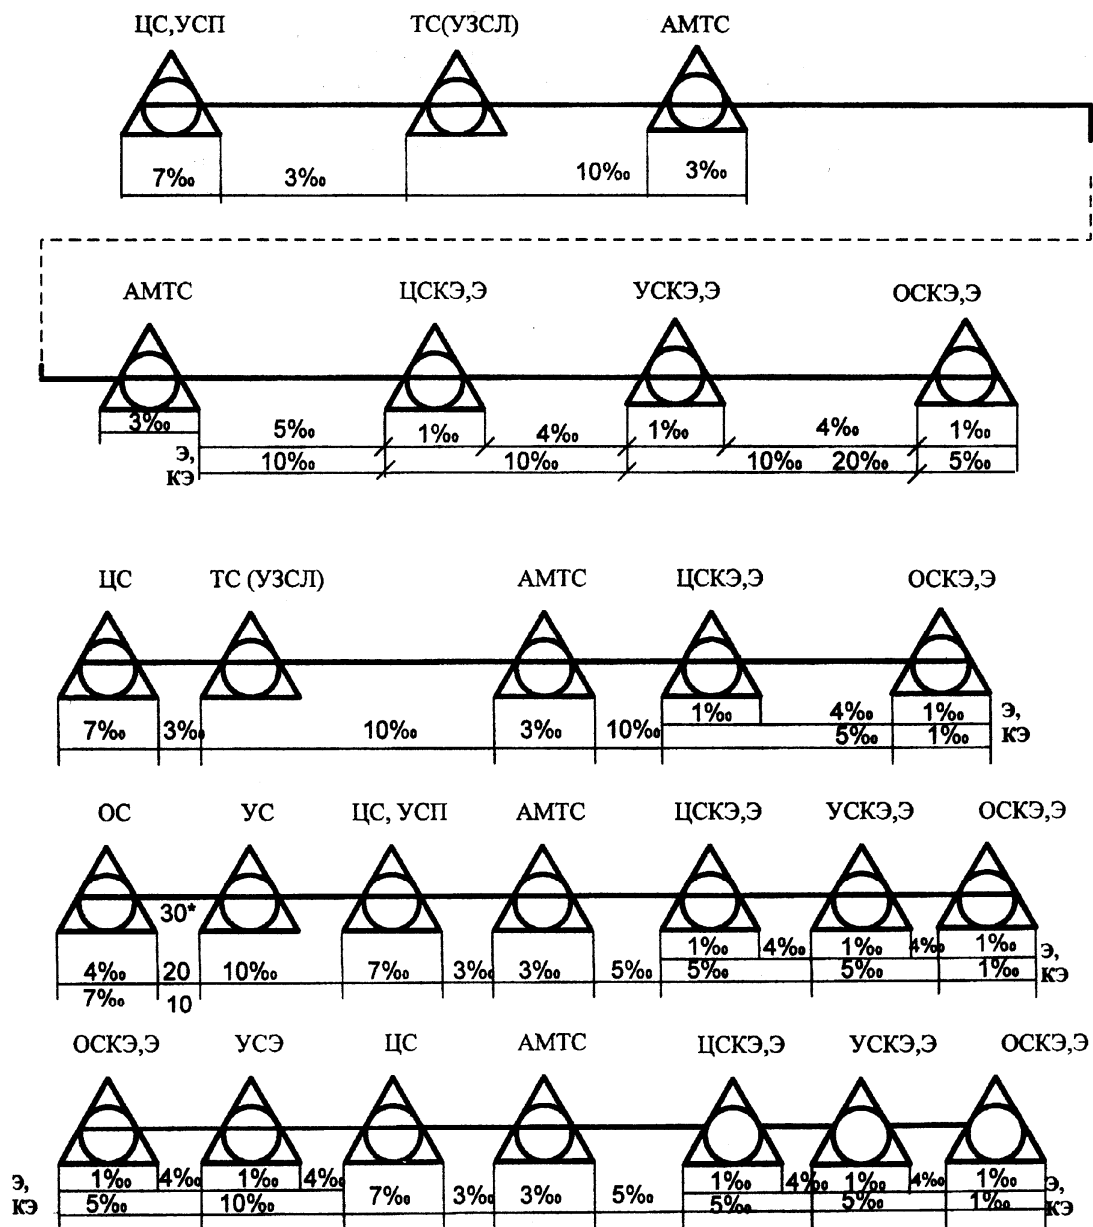 ЦС,УСП ТС(УЗСЛ) АМТС
7‰ 3‰ 10‰ 3‰
АМТС ЦСКЭ,Э УСКЭ,Э ОСКЭ,Э
3‰ 5‰ 1‰ 4‰ 1‰ 4‰ 1‰
Э,
КЭ 10‰ 10‰ 10‰ 20‰ 5‰
ЦС ТС (УЗСЛ) АМТС ЦСКЭ,Э ОСКЭ,Э
7‰ 3‰ 10‰ 3‰ 10‰ 1‰ 4‰ 1‰ Э,
5‰ 1‰ КЭ
ОС УС ЦС, УСП АМТС ЦСКЭ,Э УСКЭ,Э ОСКЭ,Э
30*
1‰ 4‰ 1‰ 4‰ 1‰ Э,
4‰ 20 10‰ 7‰ 3‰ 3‰ 5‰ 5‰ 5‰ 1‰ КЭ
7‰ 10
ОСКЭ,Э УСЭ ЦС АМТС ЦСКЭ,Э УСКЭ,Э ОСКЭ,Э
Э, 1‰ 4‰ 1‰ 4‰ 7‰ 3‰ 3‰ 5‰ 1‰ 4‰ 1‰ 4‰ 1‰ Э,
КЭ 5‰ 10‰ 5‰ 5‰ 1‰ КЭ